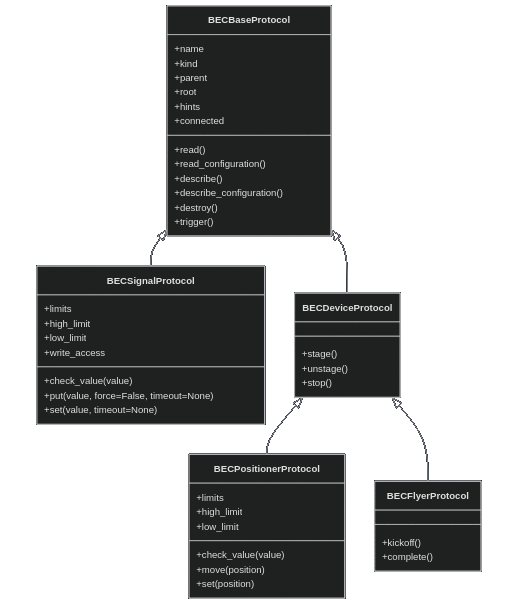 BECBaseProtocol
+name
+kind
+parent
+root
+hints
+connected
+read()
+read_configuration()
+describe()
+describe_configuration()
+destroy()
+trigger()
BECSignalProtocol
+limits
+high_limit
+low_limit
+write_access
+check_value(value)
+put(value, force=False, timeout=None)
+set(value, timeout=None)
BECDeviceProtocol
+stage()
+unstage()
+stop()
BECPositionerProtocol
+limits
+high_limit
+low_limit
+check_value(value)
+move(position)
+set(position)
BECFlyerProtocol
+kickoff()
+complete()